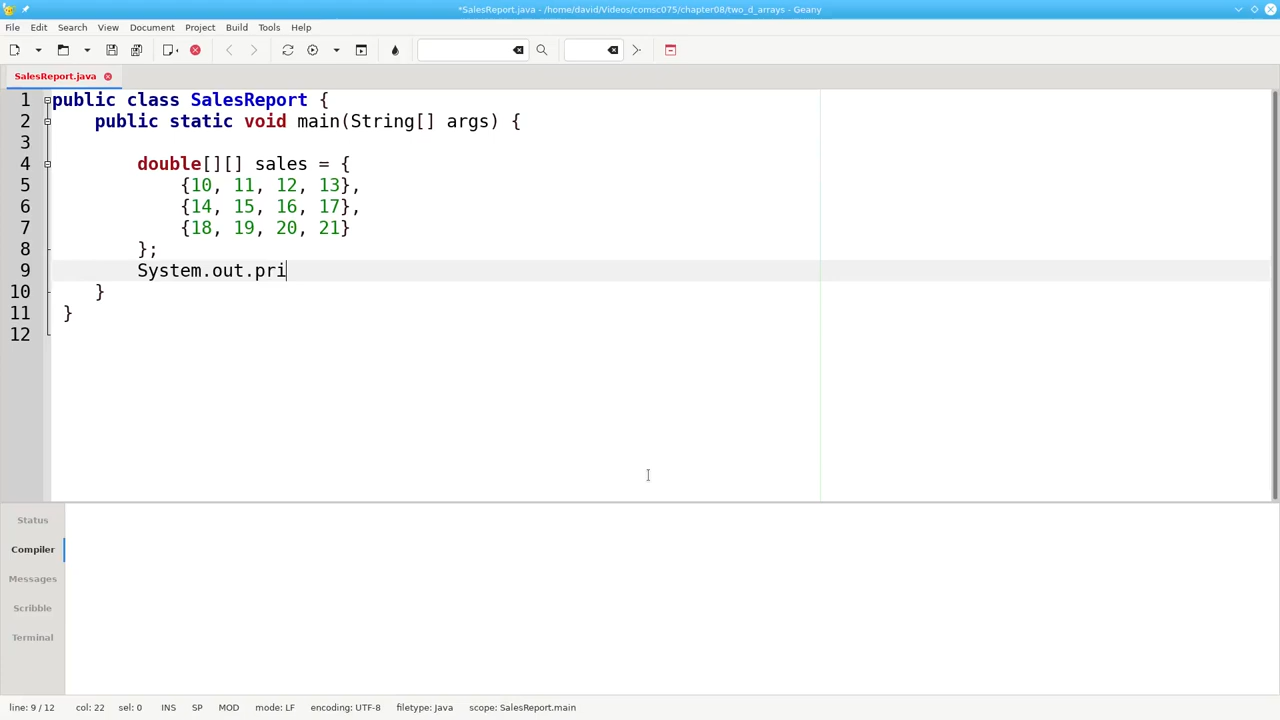 *SalesReport.java - /home/david/Videos/comsc075/chapter08/two_d_arrays - Geany
File Edit Search View Document Project Build Tools Help
SalesReport.java
1 public class SalesReport {
2     public static void main(String[] args) {
3
4         double[][] sales = {
5             {10, 11, 12, 13},
6             {14, 15, 16, 17},
7             {18, 19, 20, 21}
8         };
9         System.out.pri
10     }
11  }
12
Status
Compiler
Messages
Scribble
Terminal
line: 9 / 12 col: 22 sel: 0 INS SP MOD mode: LF encoding: UTF-8 filetype: Java scope: SalesReport.main